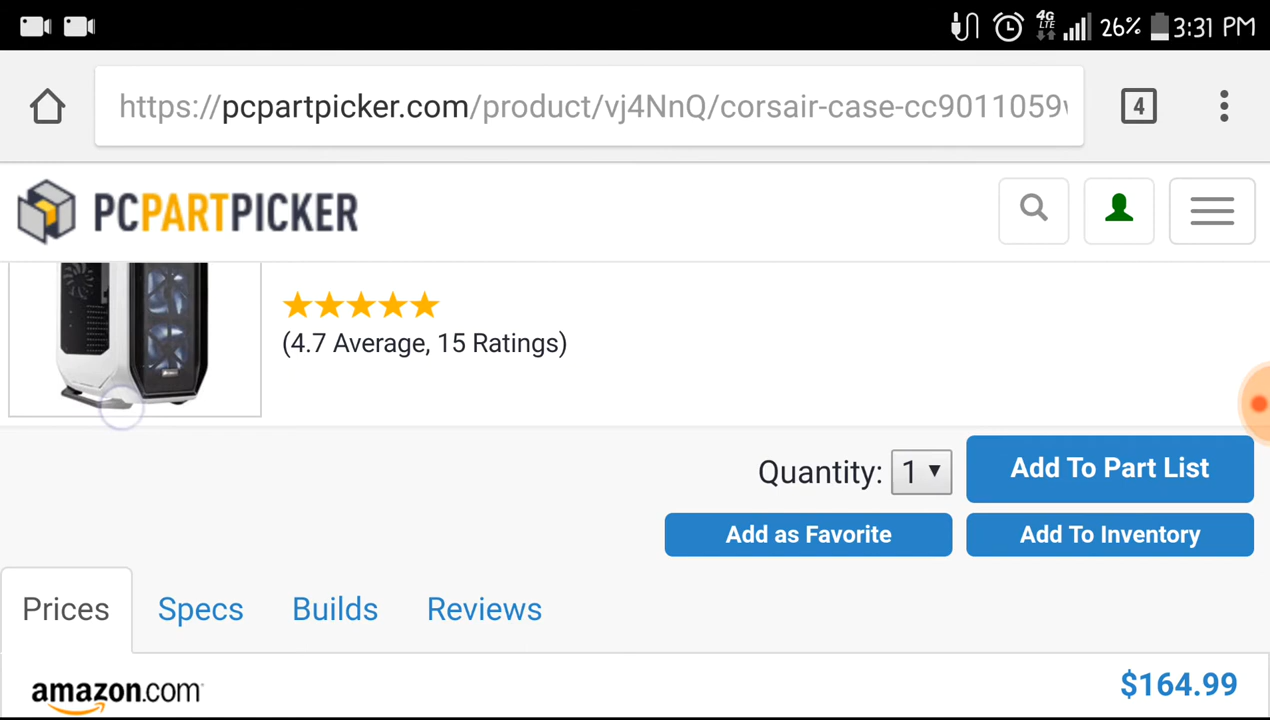 4G
LTE
26%
3:31 PM
https://pcpartpicker.com/product/vj4NnQ/corsair-case-cc9011059
4
PCPARTPICKER
(4.7 Average, 15 Ratings)
Quantity: 1
Add To Part List
Add as Favorite
Add To Inventory
Prices
Specs
Builds
Reviews
amazon.com
$164.99